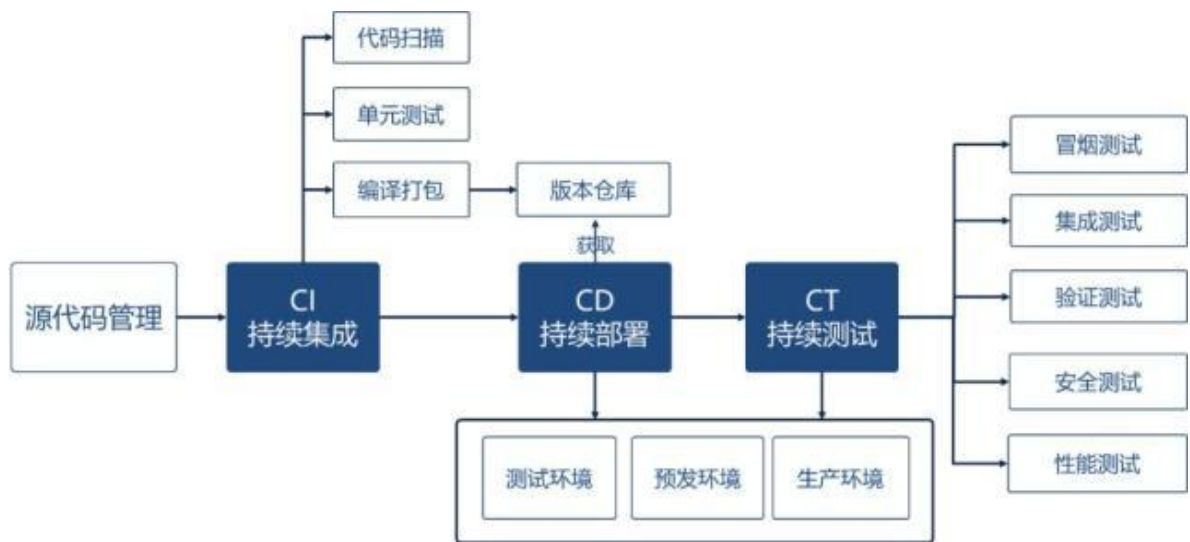 代码扫描
单元测试
编译打包
版本仓库
获取
源代码管理
CI
持续集成
CD
持续部署
CT
持续测试
冒烟测试
集成测试
验证测试
安全测试
性能测试
测试环境
预发环境
生产环境